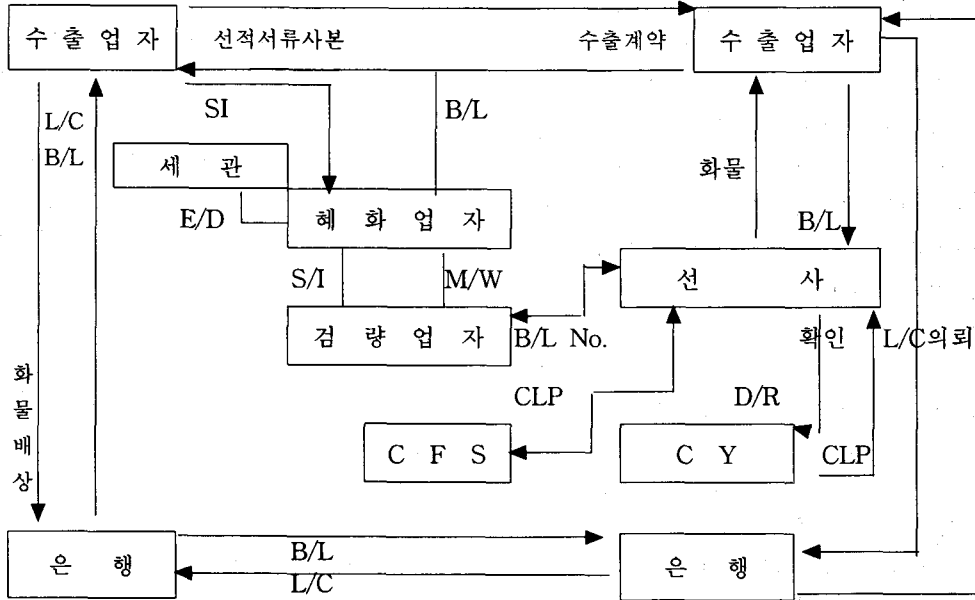 수 출 업 자
선적서류사본
수출계약
수 출 업 자
L/C
B/L
SI
B/L
세 관
화물
E/D
혜 화 업 자
B/L
S/I
M/W
선 사
검 량 업 자
B/L No.
확인
L/C의뢰
화
물
배
상
CLP
D/R
C F S
C Y
CLP
은 행
B/L
L/C
은 행